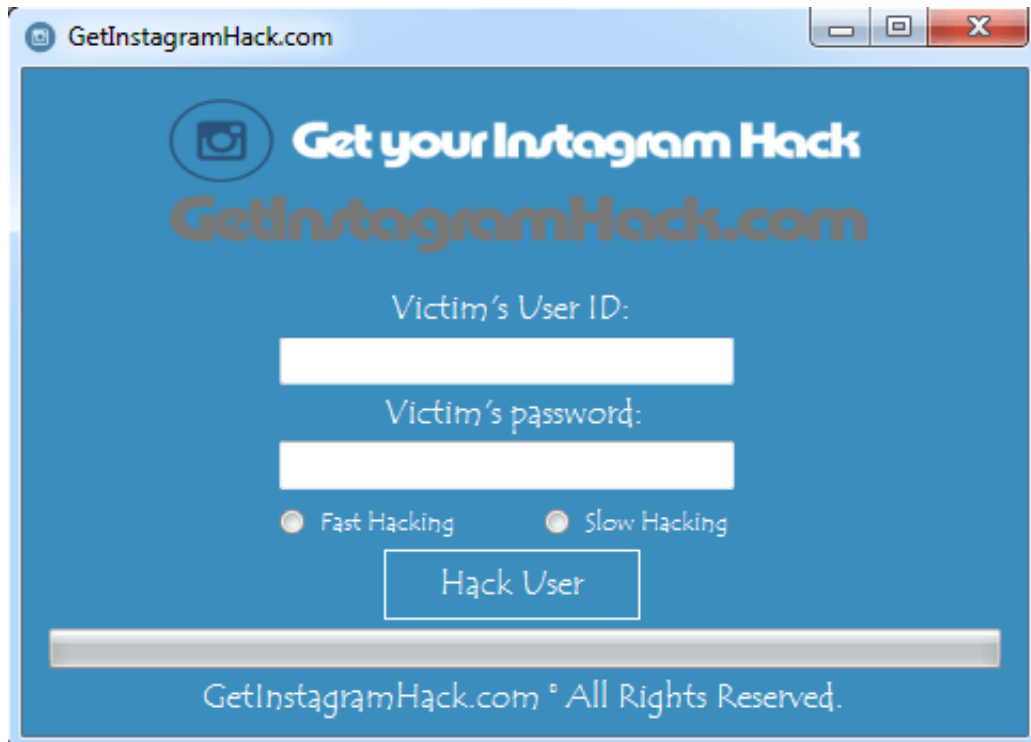 GetInstagramHack.com
Get your Instagram Hack
GetInstagramHack.com
Victim's User ID:
Victim's password:
Fast Hacking Slow Hacking
Hack User
GetInstagramHack.com ° All Rights Reserved.